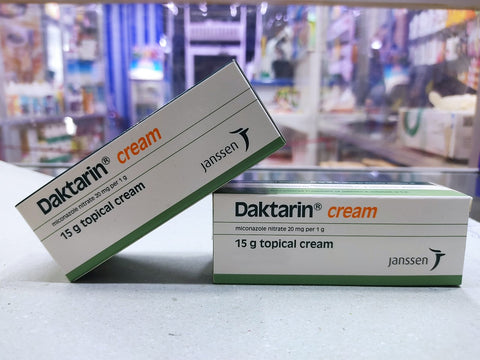 Daktarin® cream
miconazole nitrate 20 mg per 1 g
15 g topical cream
janssen
Daktarin® cream
miconazole nitrate 20 mg per 1 g
15 g topical cream
janssen